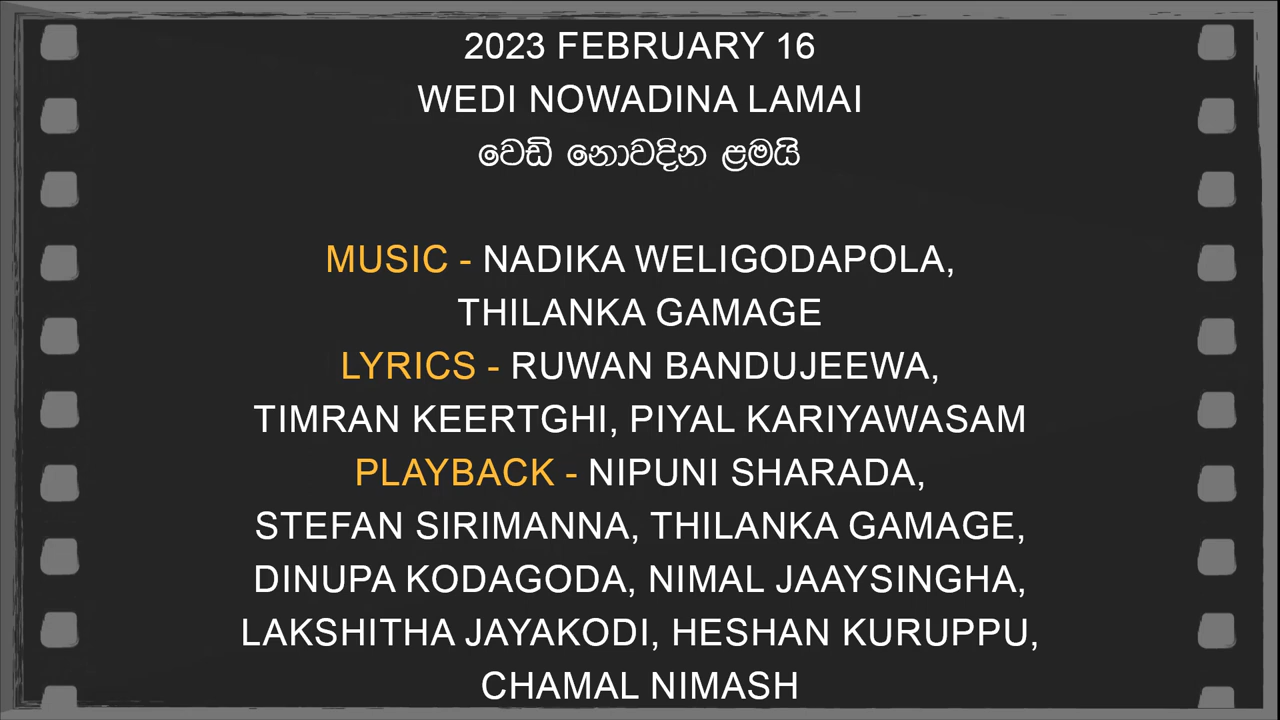 2023 FEBRUARY 16
WEDI NOWADINA LAMAI
වෙඩි නොවදින ළමයි
MUSIC - NADIKA WELIGODAPOLA,
THILANKA GAMAGE
LYRICS - RUWAN BANDUJEEWA,
TIMRAN KEERTGHI, PIYAL KARIYAWASAM
PLAYBACK - NIPUNI SHARADA,
STEFAN SIRIMANNA, THILANKA GAMAGE,
DINUPA KODAGODA, NIMAL JAAYSINGHA,
LAKSHITHA JAYAKODI, HESHAN KURUPPU,
CHAMAL NIMASH